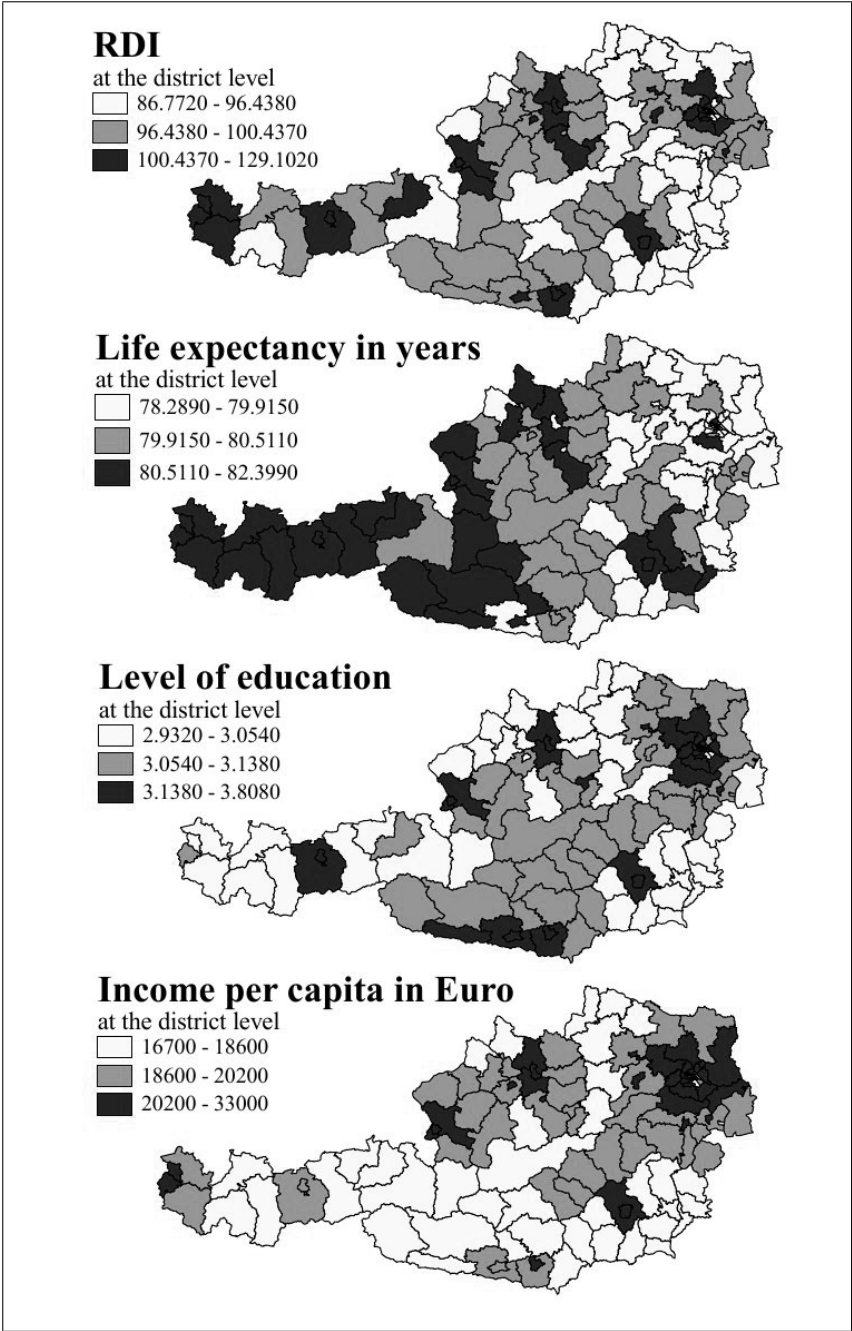 RDI
at the district level
86.7720 - 96.4380
96.4380 - 100.4370
100.4370 - 129.1020
Life expectancy in years
at the district level
78.2890 - 79.9150
79.9150 - 80.5110
80.5110 - 82.3990
Level of education
at the district level
2.9320 - 3.0540
3.0540 - 3.1380
3.1380 - 3.8080
Income per capita in Euro
at the district level
16700 - 18600
18600 - 20200
20200 - 33000